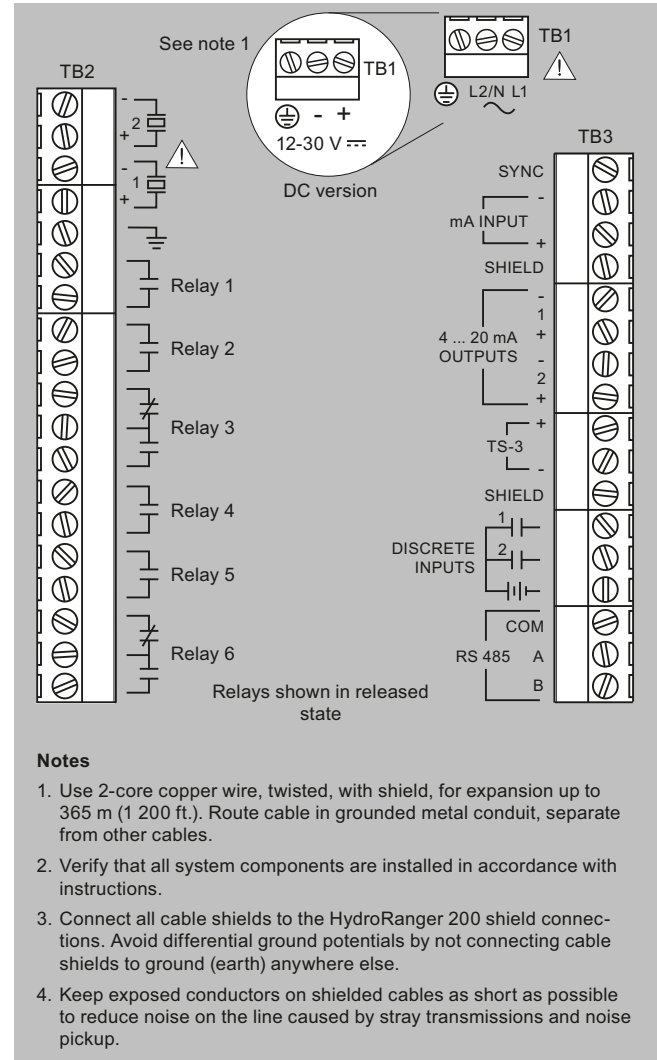 See note 1
TB1
- +
12-30 V
DC version
TB1
L2/N L1
TB2
-
2
+
-
1
+
Relay 1
Relay 2
Relay 3
Relay 4
Relay 5
Relay 6
Relays shown in released
state
TB3
SYNC
-
mA INPUT
+
SHIELD
-
1
4 ... 20 mA +
OUTPUTS -
2
+
+
TS-3
-
SHIELD
1
DISCRETE 2
INPUTS
COM
RS 485 A
B
Notes
1. Use 2-core copper wire, twisted, with shield, for expansion up to
365 m (1 200 ft.). Route cable in grounded metal conduit, separate
from other cables.
2. Verify that all system components are installed in accordance with
instructions.
3. Connect all cable shields to the HydroRanger 200 shield connec-
tions. Avoid differential ground potentials by not connecting cable
shields to ground (earth) anywhere else.
4. Keep exposed conductors on shielded cables as short as possible
to reduce noise on the line caused by stray transmissions and noise
pickup.